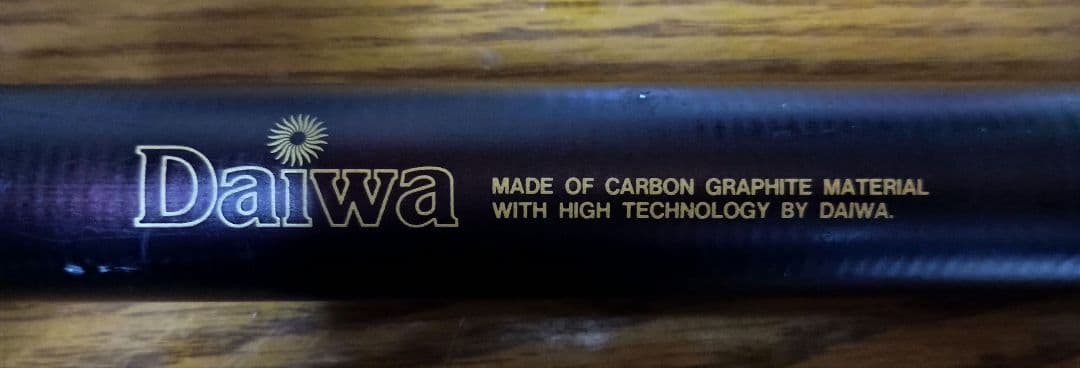 Daiwa
MADE OF CARBON GRAPHITE MATERIAL
WITH HIGH TECHNOLOGY BY DAIWA.